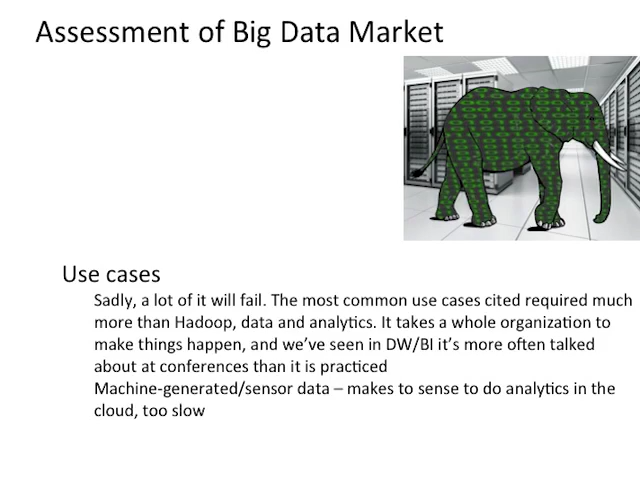 Assessment of Big Data Market
Use cases
Sadly, a lot of it will fail. The most common use cases cited required much
more than Hadoop, data and analytics. It takes a whole organization to
make things happen, and we've seen in DW/BI it's more often talked
about at conferences than it is practiced
Machine-generated/sensor data – makes to sense to do analytics in the
cloud, too slow